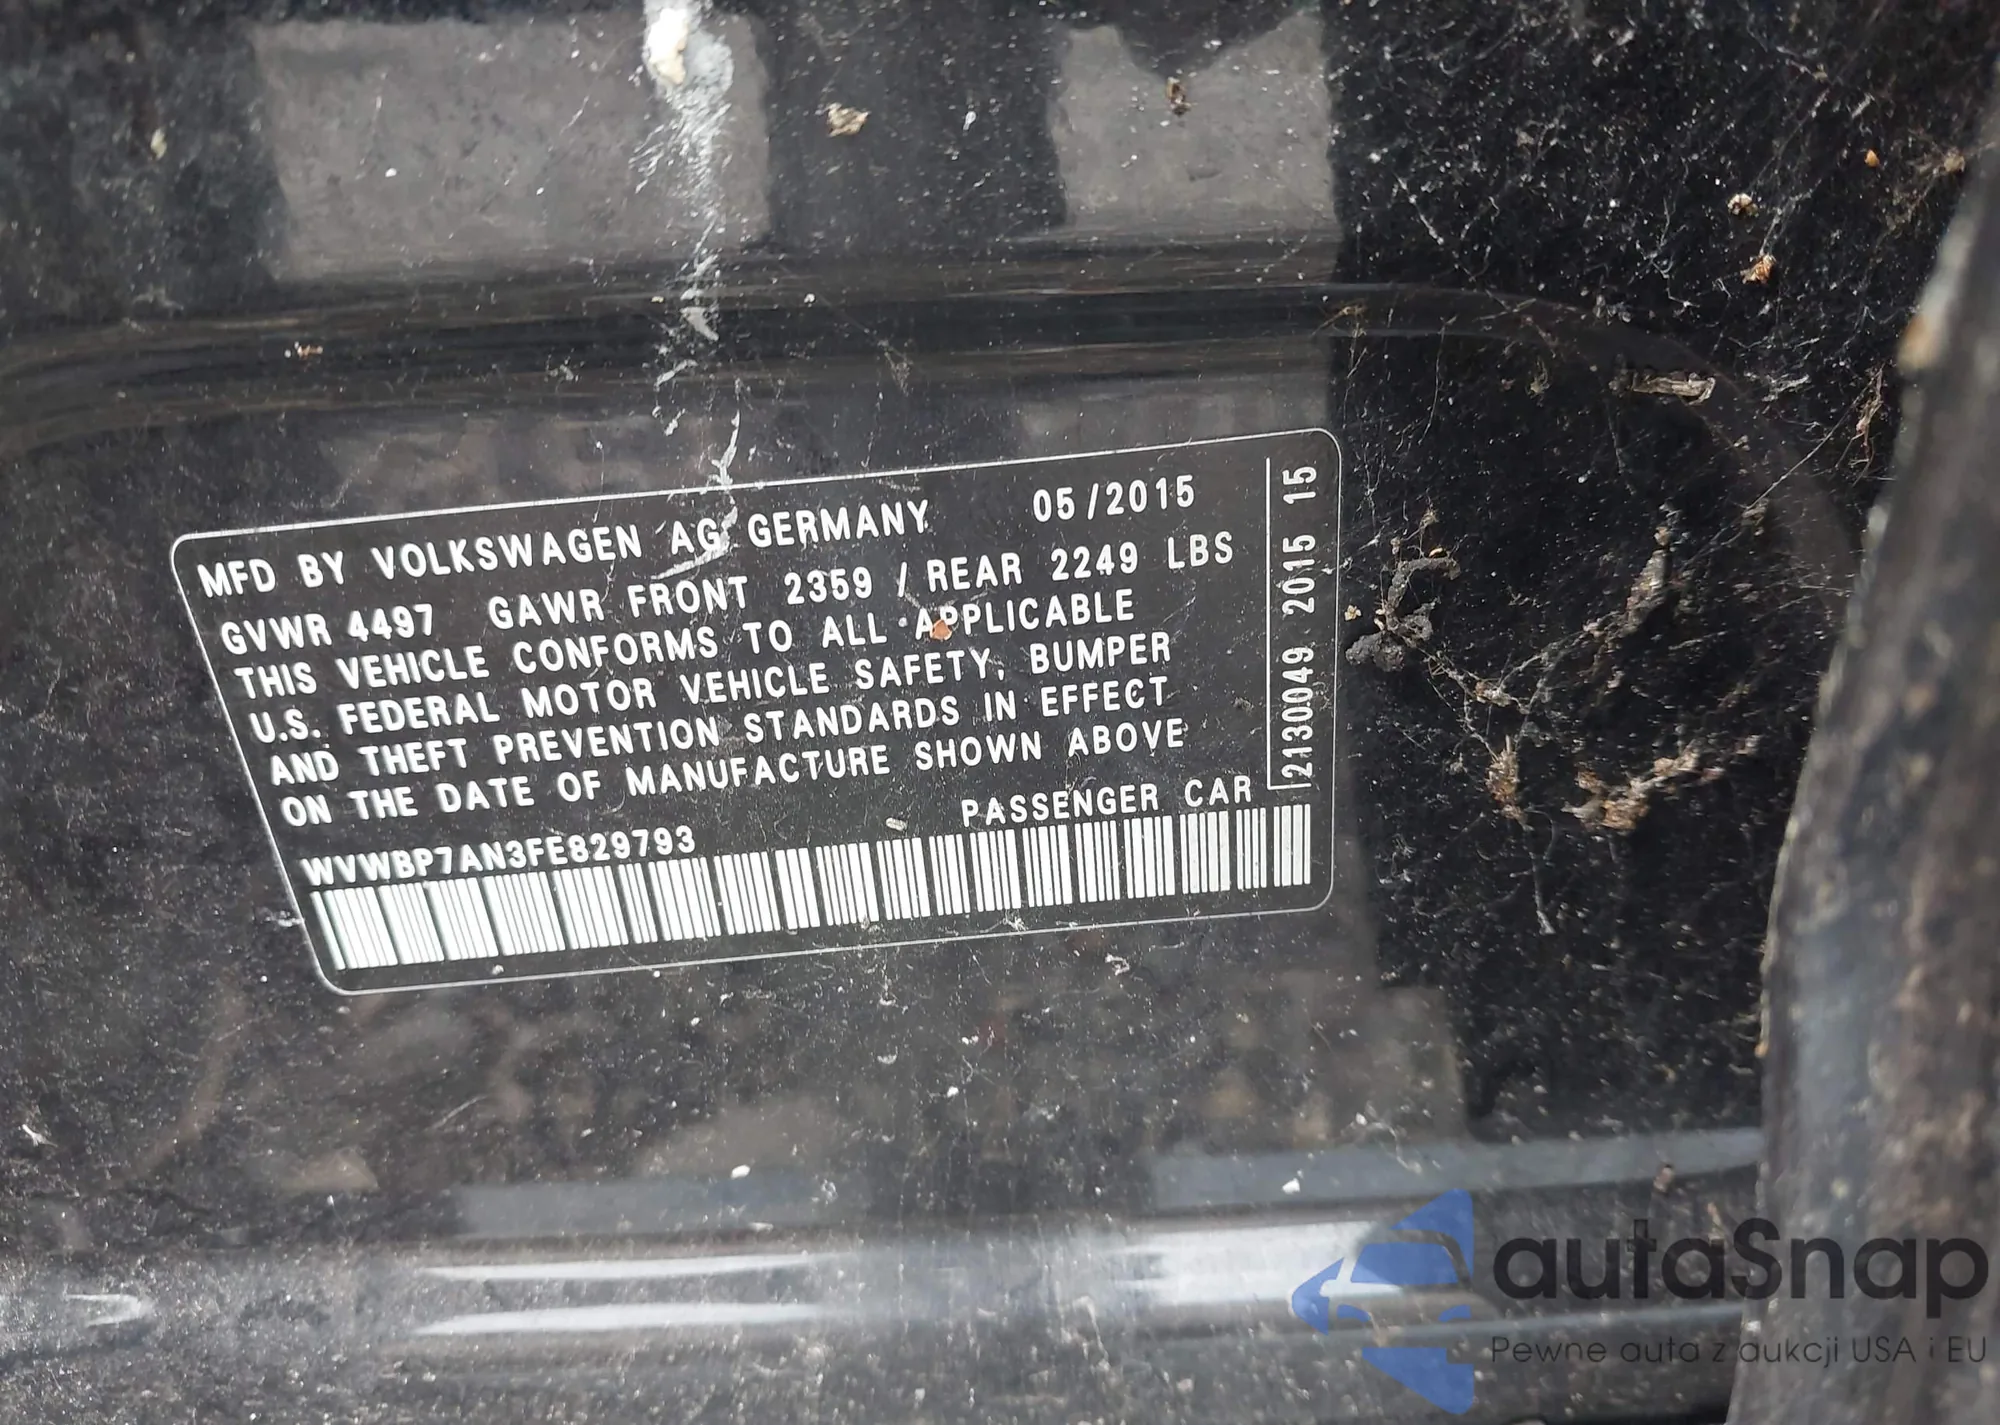 MFD BY VOLKSWAGEN AG GERMANY 05/2015
GVWR 4497 GAWR FRONT 2359 / REAR 2249 LBS
THIS VEHICLE CONFORMS TO ALL APPLICABLE
U.S. FEDERAL MOTOR VEHICLE SAFETY, BUMPER
AND THEFT PREVENTION STANDARDS IN EFFECT
ON THE DATE OF MANUFACTURE SHOWN ABOVE
PASSENGER CAR
WVWBP7AN3FE829793
2130049 2015 15
autaSnap
Pewne auta z aukcji USA i EU